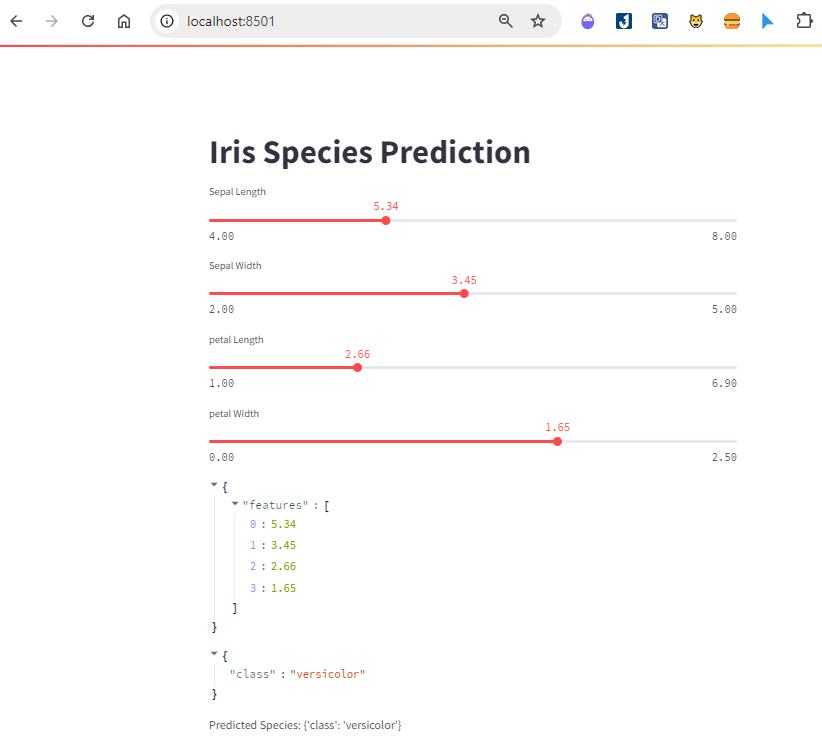 localhost:8501
Iris Species Prediction
Sepal Length
5.34
4.00 8.00
Sepal Width
3.45
2.00 5.00
petal Length
2.66
1.00 6.90
petal Width
1.65
0.00 2.50
{
"features" : [
0 : 5.34
1 : 3.45
2 : 2.66
3 : 1.65
]
}
{
"class" : "versicolor"
}
Predicted Species: {'class': 'versicolor'}